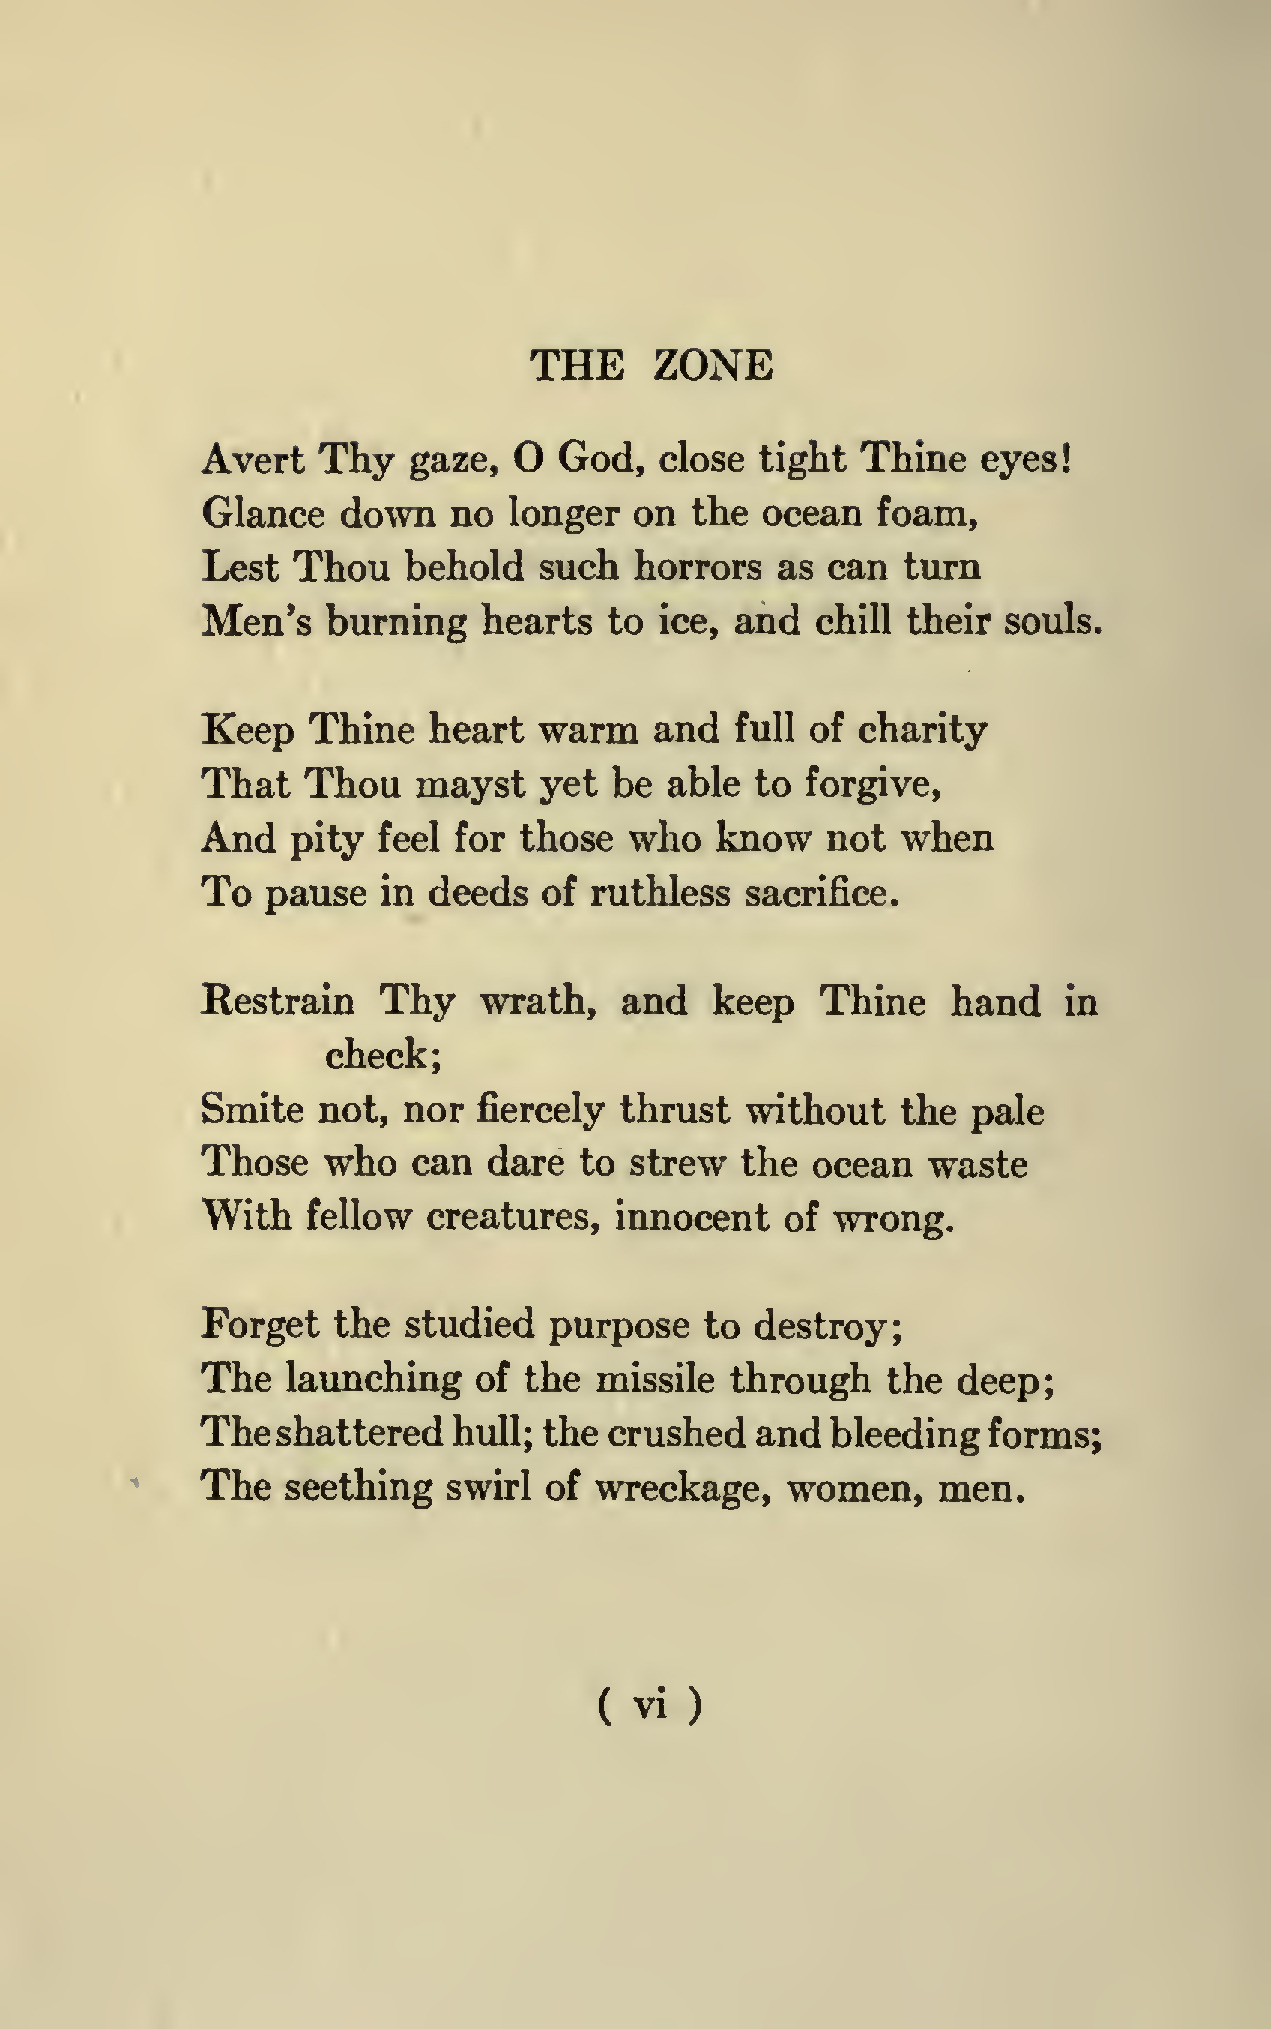 THE ZONE
Avert Thy gaze, O God, close tight Thine eyes!
Glance down no longer on the ocean foam,
Lest Thou behold such horrors as can turn
Men's burning hearts to ice, and chill their souls.
Keep Thine heart warm and full of charity
That Thou mayst yet be able to forgive,
And pity feel for those who know not when
To pause in deeds of ruthless sacrifice.
Restrain Thy wrath, and keep Thine hand in
check;
Smite not, nor fiercely thrust without the pale
Those who can dare to strew the ocean waste
With fellow creatures, innocent of wrong.
Forget the studied purpose to destroy;
The launching of the missile through the deep;
The shattered hull; the crushed and bleeding forms;
The seething swirl of wreckage, women, men.
( vi )